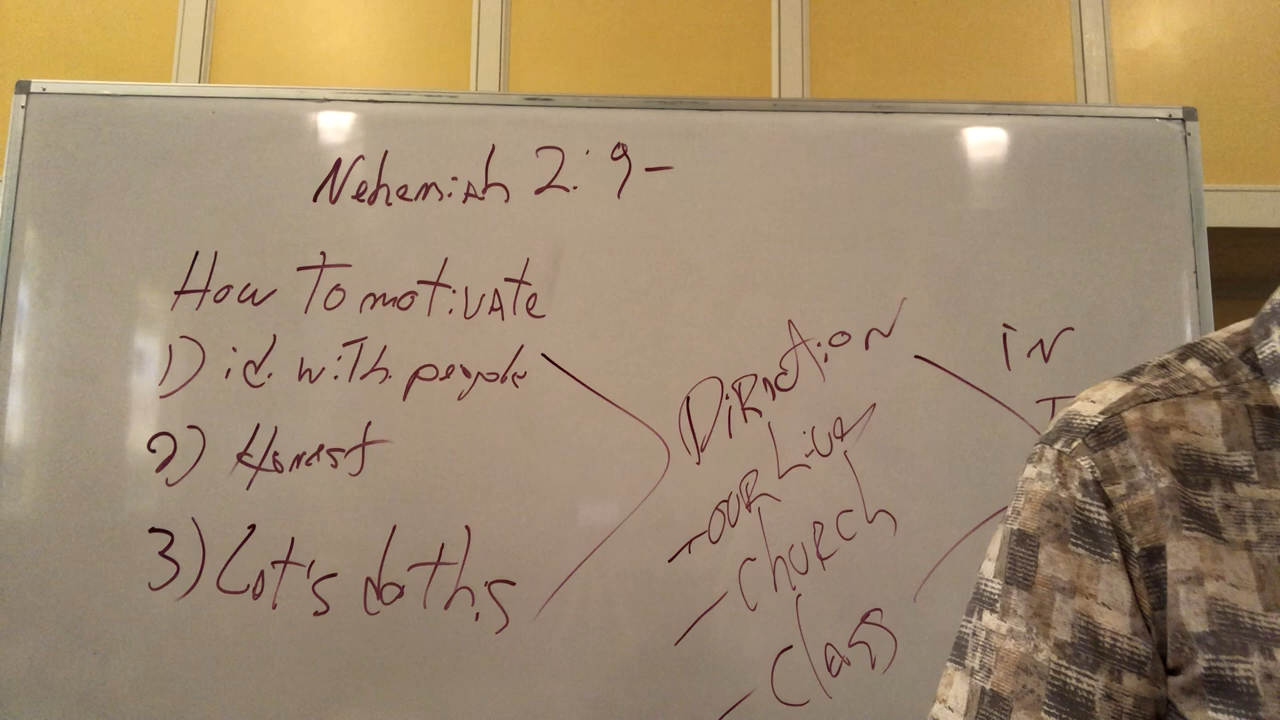 Nehemiah 2:9-
How To motivate
1) id. with people
2) Honest
3) Let's do this
Direction
- our Live
- Church
- Class
in